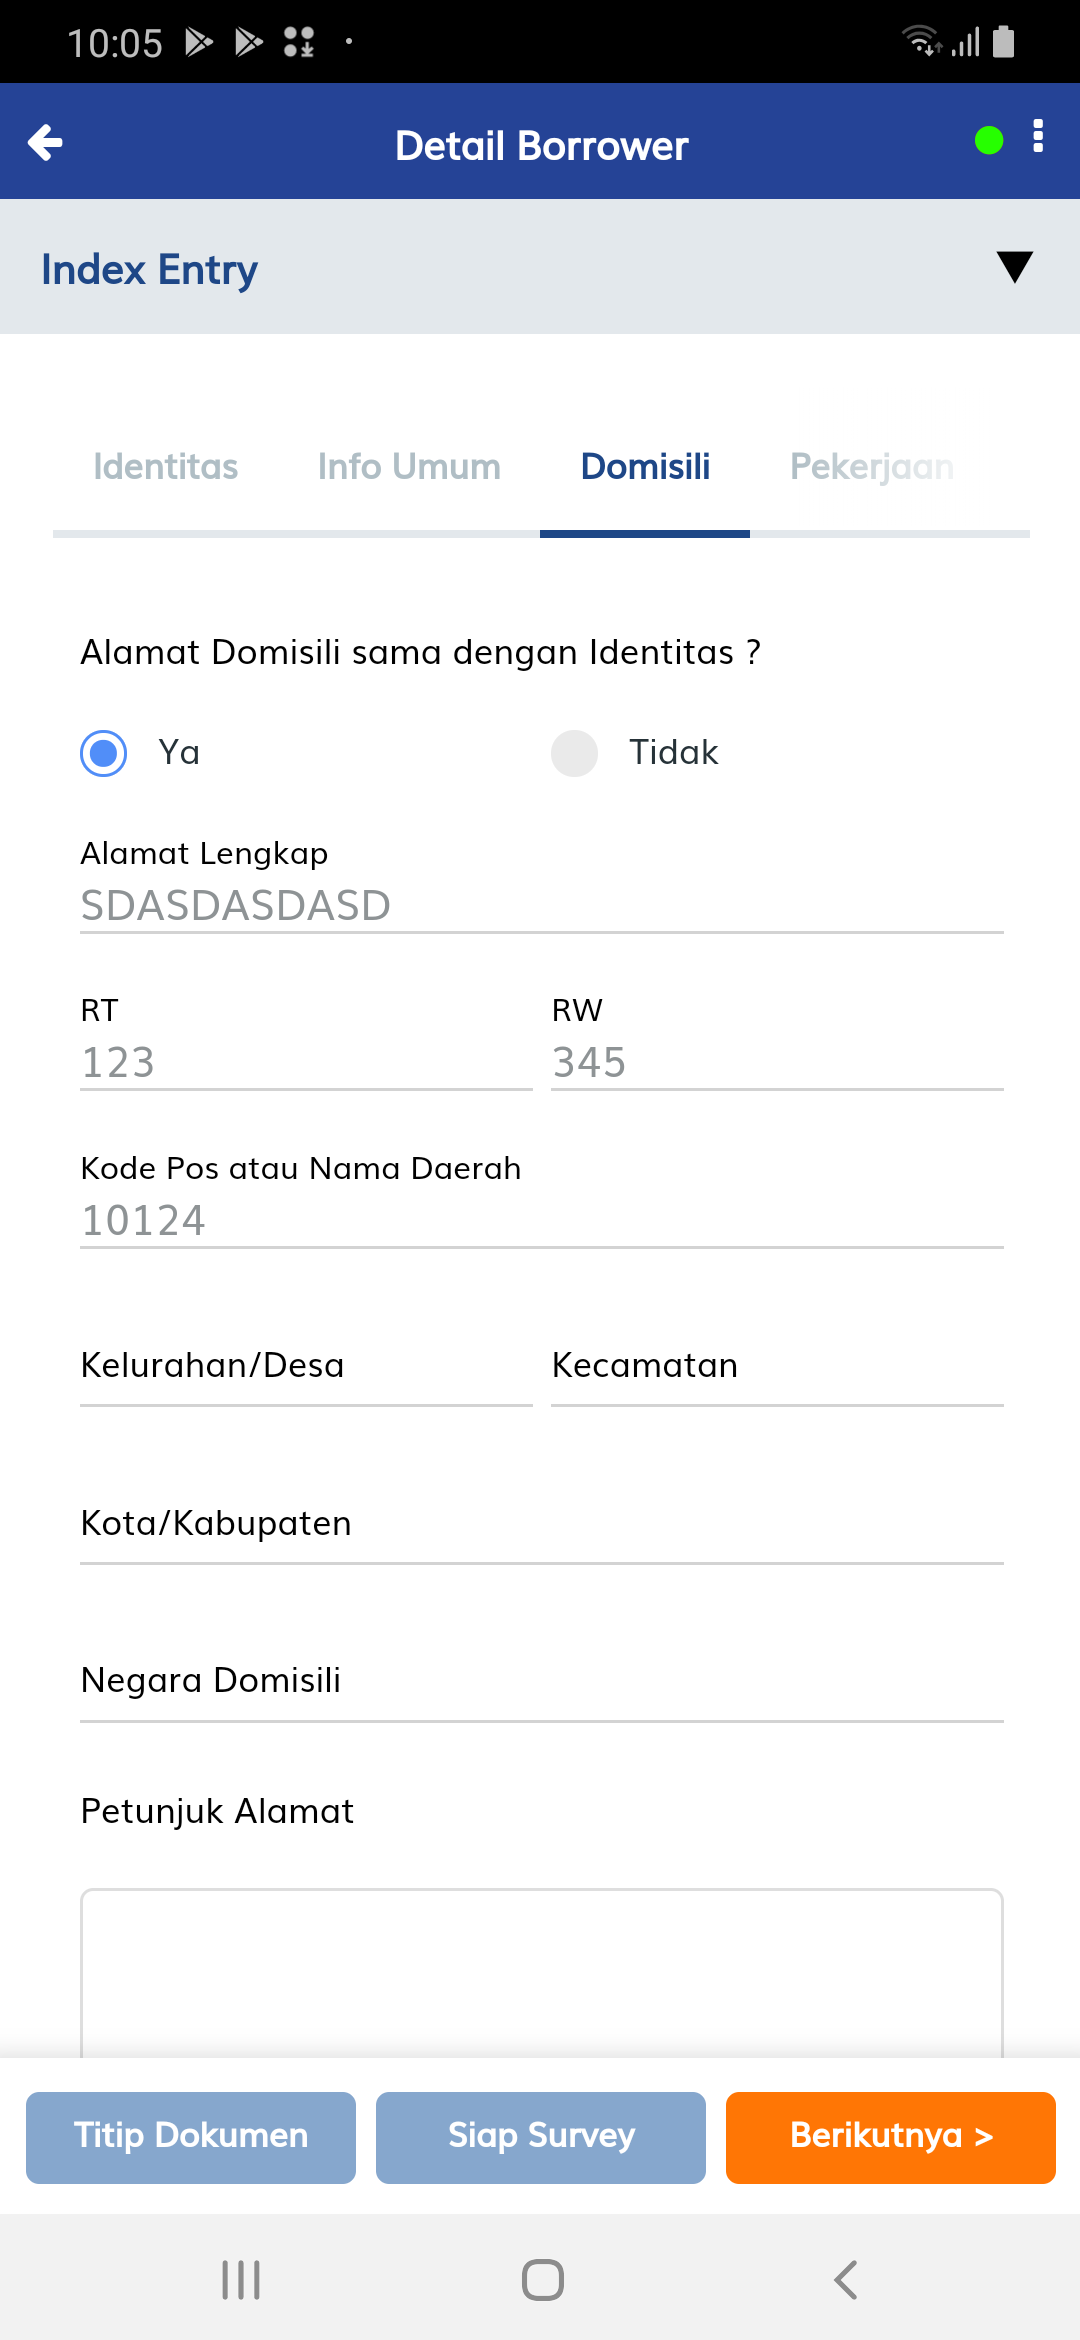 10:05
Detail Borrower
Index Entry
Identitas Info Umum Domisili Pekerjaan
Alamat Domisili sama dengan Identitas ?
Ya Tidak
Alamat Lengkap
SDASDASDASD
RT RW
123 345
Kode Pos atau Nama Daerah
10124
Kelurahan/Desa Kecamatan
Kota/Kabupaten
Negara Domisili
Petunjuk Alamat
Titip Dokumen Siap Survey Berikutnya >